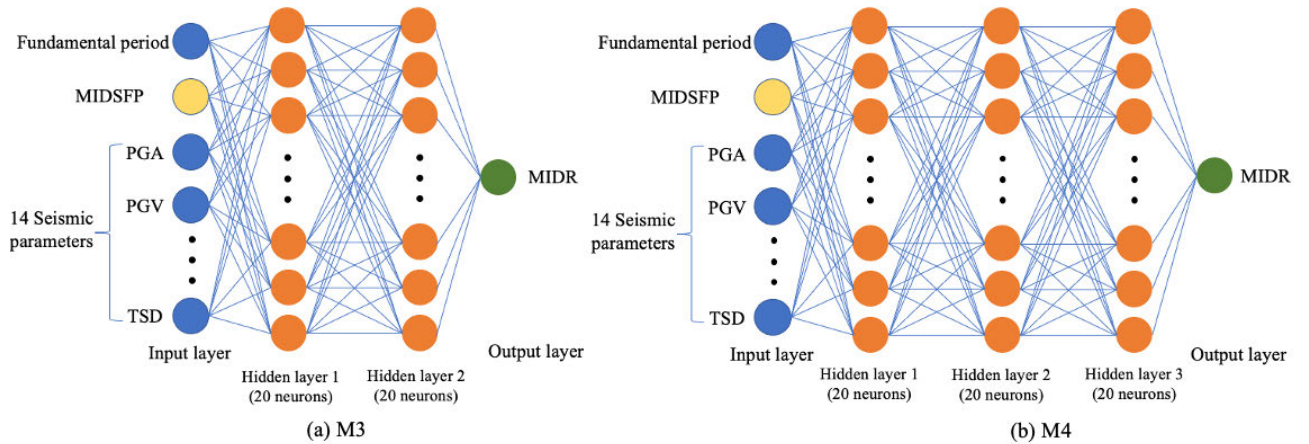 Fundamental period
MIDSFP
PGA
PGV
14 Seismic
parameters
TSD
Input layer
Hidden layer 1
(20 neurons)
Hidden layer 2
(20 neurons)
MIDR
Output layer
(a) M3
Fundamental period
MIDSFP
PGA
PGV
14 Seismic
parameters
TSD
Input layer
Hidden layer 1
(20 neurons)
Hidden layer 2
(20 neurons)
Hidden layer 3
(20 neurons)
MIDR
Output layer
(b) M4